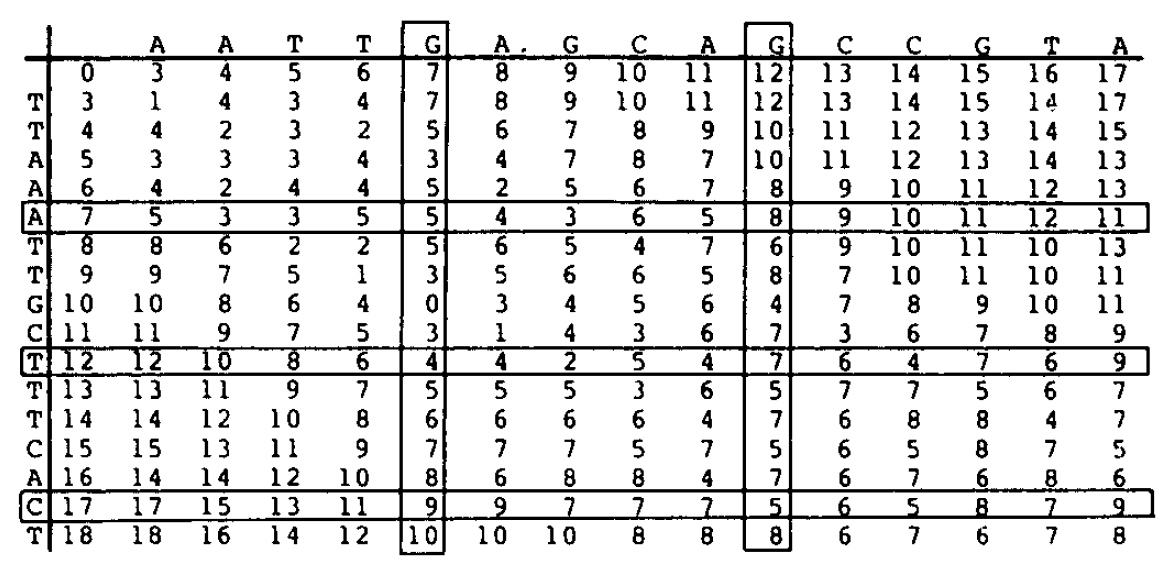 A A T T G A . G C A G C C G T A
0 3 4 5 6 7 8 9 10 11 12 13 14 15 16 17
T 3 1 4 3 4 7 8 9 10 11 12 13 14 15 14 17
T 4 4 2 3 2 5 6 7 8 9 10 11 12 13 14 15
A 5 3 3 3 4 3 4 7 8 7 10 11 12 13 14 13
A 6 4 2 4 4 5 2 5 6 7 8 9 10 11 12 13
A 7 5 3 3 5 5 4 3 6 5 8 9 10 11 12 11
T 8 8 6 2 2 5 6 5 4 7 6 9 10 11 10 13
T 9 9 7 5 1 3 5 6 6 5 8 7 10 11 10 11
G 10 10 8 6 4 0 3 4 5 6 4 7 8 9 10 11
C 11 11 9 7 5 3 1 4 3 6 7 3 6 7 8 9
T 12 12 10 8 6 4 4 2 5 4 7 6 4 7 6 9
T 13 13 11 9 7 5 5 5 3 6 5 7 7 5 6 7
T 14 14 12 10 8 6 6 6 6 4 7 6 8 8 4 7
C 15 15 13 11 9 7 7 7 5 7 5 6 5 8 7 5
A 16 14 14 12 10 8 6 8 8 4 7 6 7 6 8 6
C 17 17 15 13 11 9 9 7 7 7 5 6 5 8 7 9
T 18 18 16 14 12 10 10 10 8 8 8 6 7 6 7 8